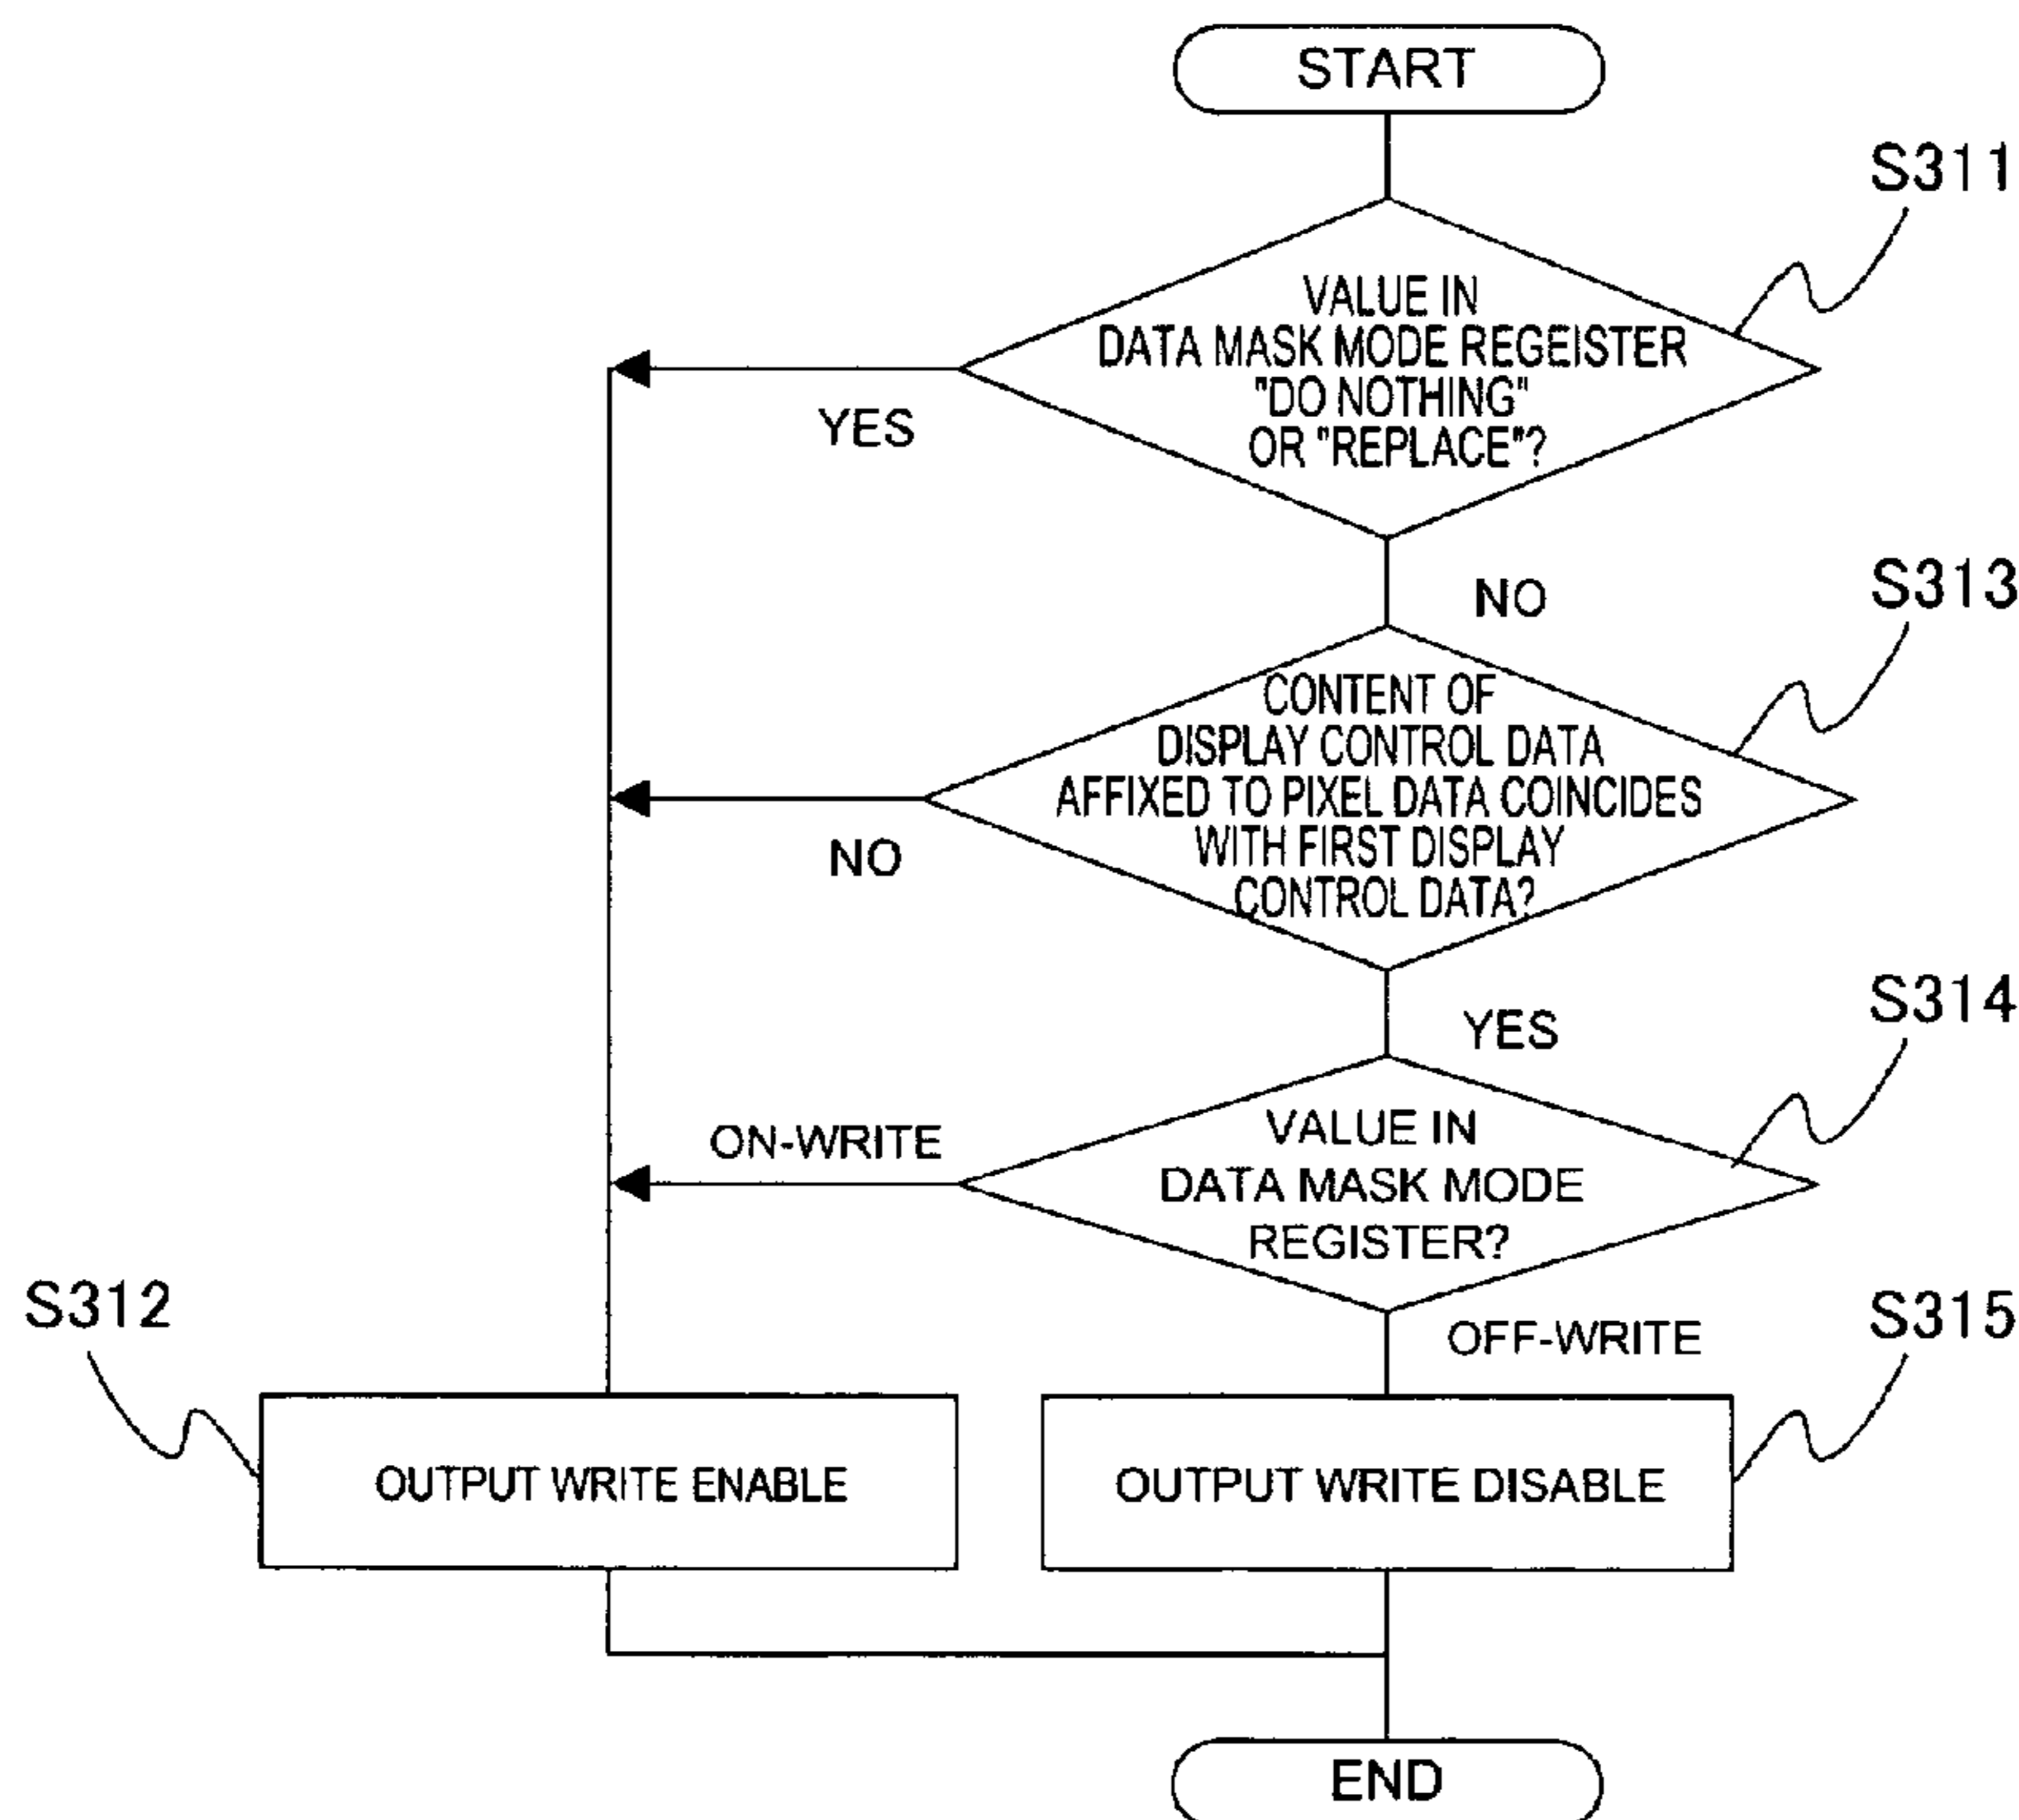 START
S311
VALUE IN
DATA MASK MODE REGEISTER
"DO NOTHING"
OR "REPLACE"?
YES
NO
S313
CONTENT OF
DISPLAY CONTROL DATA
AFFIXED TO PIXEL DATA COINCIDES
WITH FIRST DISPLAY
CONTROL DATA?
NO
YES
S314
ON-WRITE
VALUE IN
DATA MASK MODE
REGISTER?
S312
OFF-WRITE
S315
OUTPUT WRITE ENABLE
OUTPUT WRITE DISABLE
END